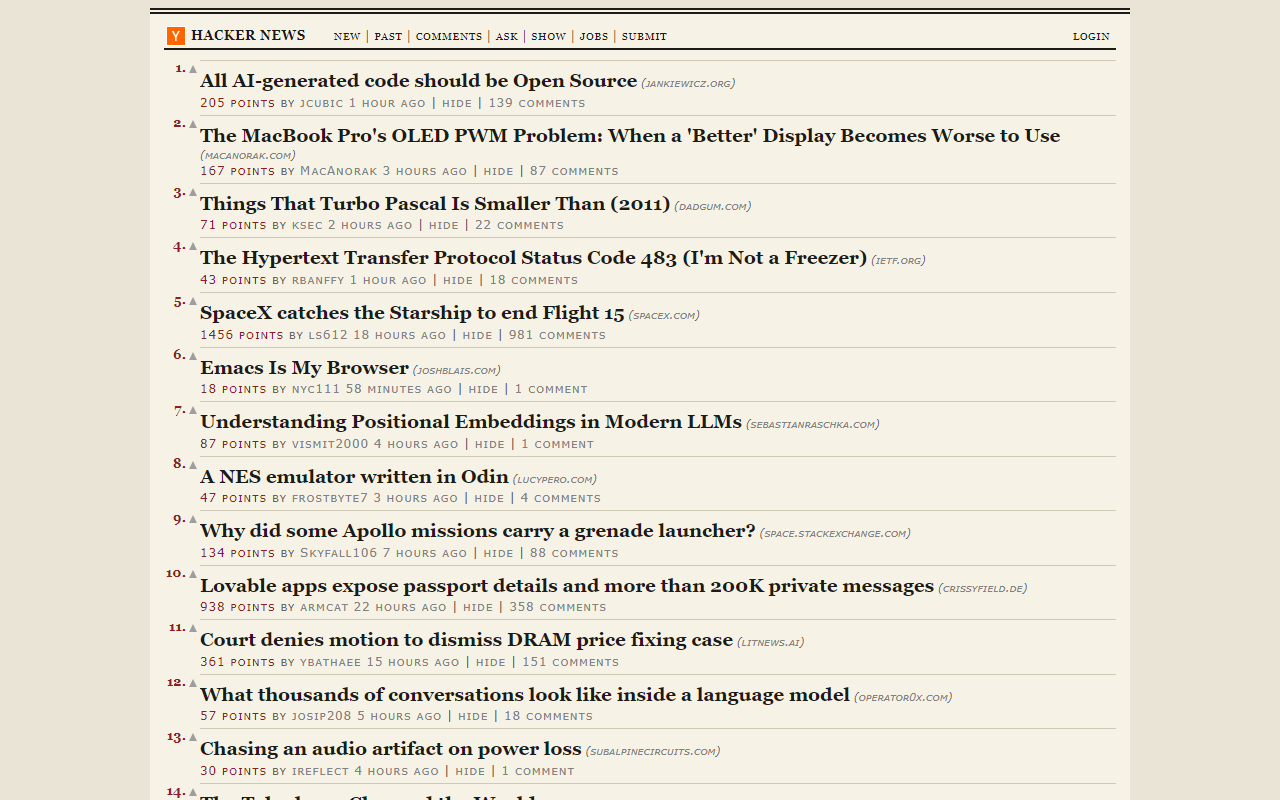 Y HACKER NEWS NEW | PAST | COMMENTS | ASK | SHOW | JOBS | SUBMIT LOGIN
1. ▲ All AI-generated code should be Open Source (JANKIEWICZ.ORG)
205 POINTS BY JCUBIC 1 HOUR AGO | HIDE | 139 COMMENTS
2. ▲ The MacBook Pro's OLED PWM Problem: When a 'Better' Display Becomes Worse to Use
(MACANORAK.COM)
167 POINTS BY MACANORAK 3 HOURS AGO | HIDE | 87 COMMENTS
3. ▲ Things That Turbo Pascal Is Smaller Than (2011) (DADGUM.COM)
71 POINTS BY KSEC 2 HOURS AGO | HIDE | 22 COMMENTS
4. ▲ The Hypertext Transfer Protocol Status Code 483 (I'm Not a Freezer) (IETF.ORG)
43 POINTS BY RBANFFY 1 HOUR AGO | HIDE | 18 COMMENTS
5. ▲ SpaceX catches the Starship to end Flight 15 (SPACEX.COM)
1456 POINTS BY LS612 18 HOURS AGO | HIDE | 981 COMMENTS
6. ▲ Emacs Is My Browser (JOSHBLAIS.COM)
18 POINTS BY NYC111 58 MINUTES AGO | HIDE | 1 COMMENT
7. ▲ Understanding Positional Embeddings in Modern LLMs (SEBASTIANRASCHKA.COM)
87 POINTS BY VISMIT2000 4 HOURS AGO | HIDE | 1 COMMENT
8. ▲ A NES emulator written in Odin (LUCYPERO.COM)
47 POINTS BY FROSTBYTE7 3 HOURS AGO | HIDE | 4 COMMENTS
9. ▲ Why did some Apollo missions carry a grenade launcher? (SPACE.STACKEXCHANGE.COM)
134 POINTS BY SKYFALL106 7 HOURS AGO | HIDE | 88 COMMENTS
10. ▲ Lovable apps expose passport details and more than 200K private messages (CRISSYFIELD.DE)
938 POINTS BY ARMCAT 22 HOURS AGO | HIDE | 358 COMMENTS
11. ▲ Court denies motion to dismiss DRAM price fixing case (LITNEWS.AI)
361 POINTS BY YBATHAEE 15 HOURS AGO | HIDE | 151 COMMENTS
12. ▲ What thousands of conversations look like inside a language model (OPERATOR0X.COM)
57 POINTS BY JOSIP208 5 HOURS AGO | HIDE | 18 COMMENTS
13. ▲ Chasing an audio artifact on power loss (SUBALPINECIRCUITS.COM)
30 POINTS BY IREFLECT 4 HOURS AGO | HIDE | 1 COMMENT
14. ▲